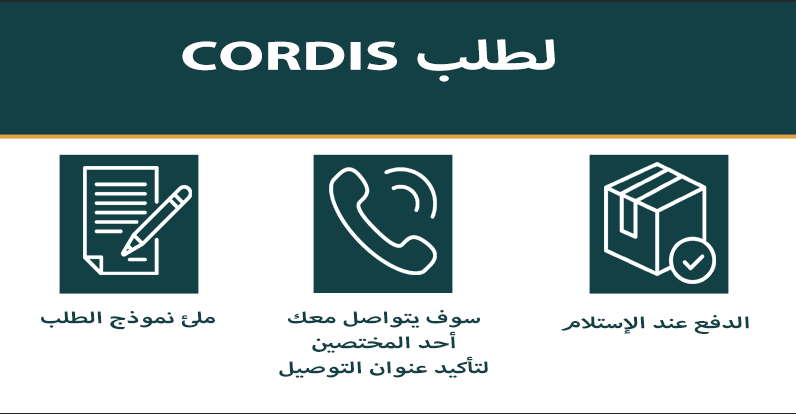 لطلب CORDIS
ملئ نموذج الطلب
سوف يتواصل معك
أحد المختصين
لتأكيد عنوان التوصيل
الدفع عند الإستلام